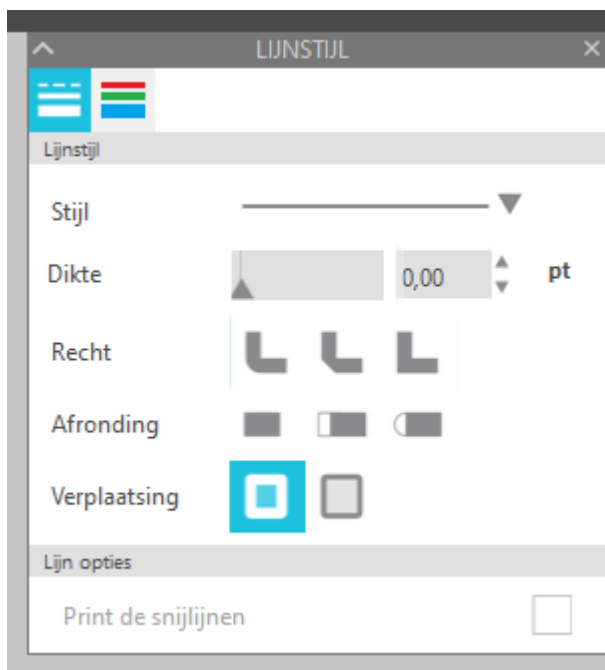 LIJNSTIJL
Lijnstijl
Stijl
Dikte 0,00 pt
Recht
Afronding
Verplaatsing
Lijn opties
Print de snijlijnen